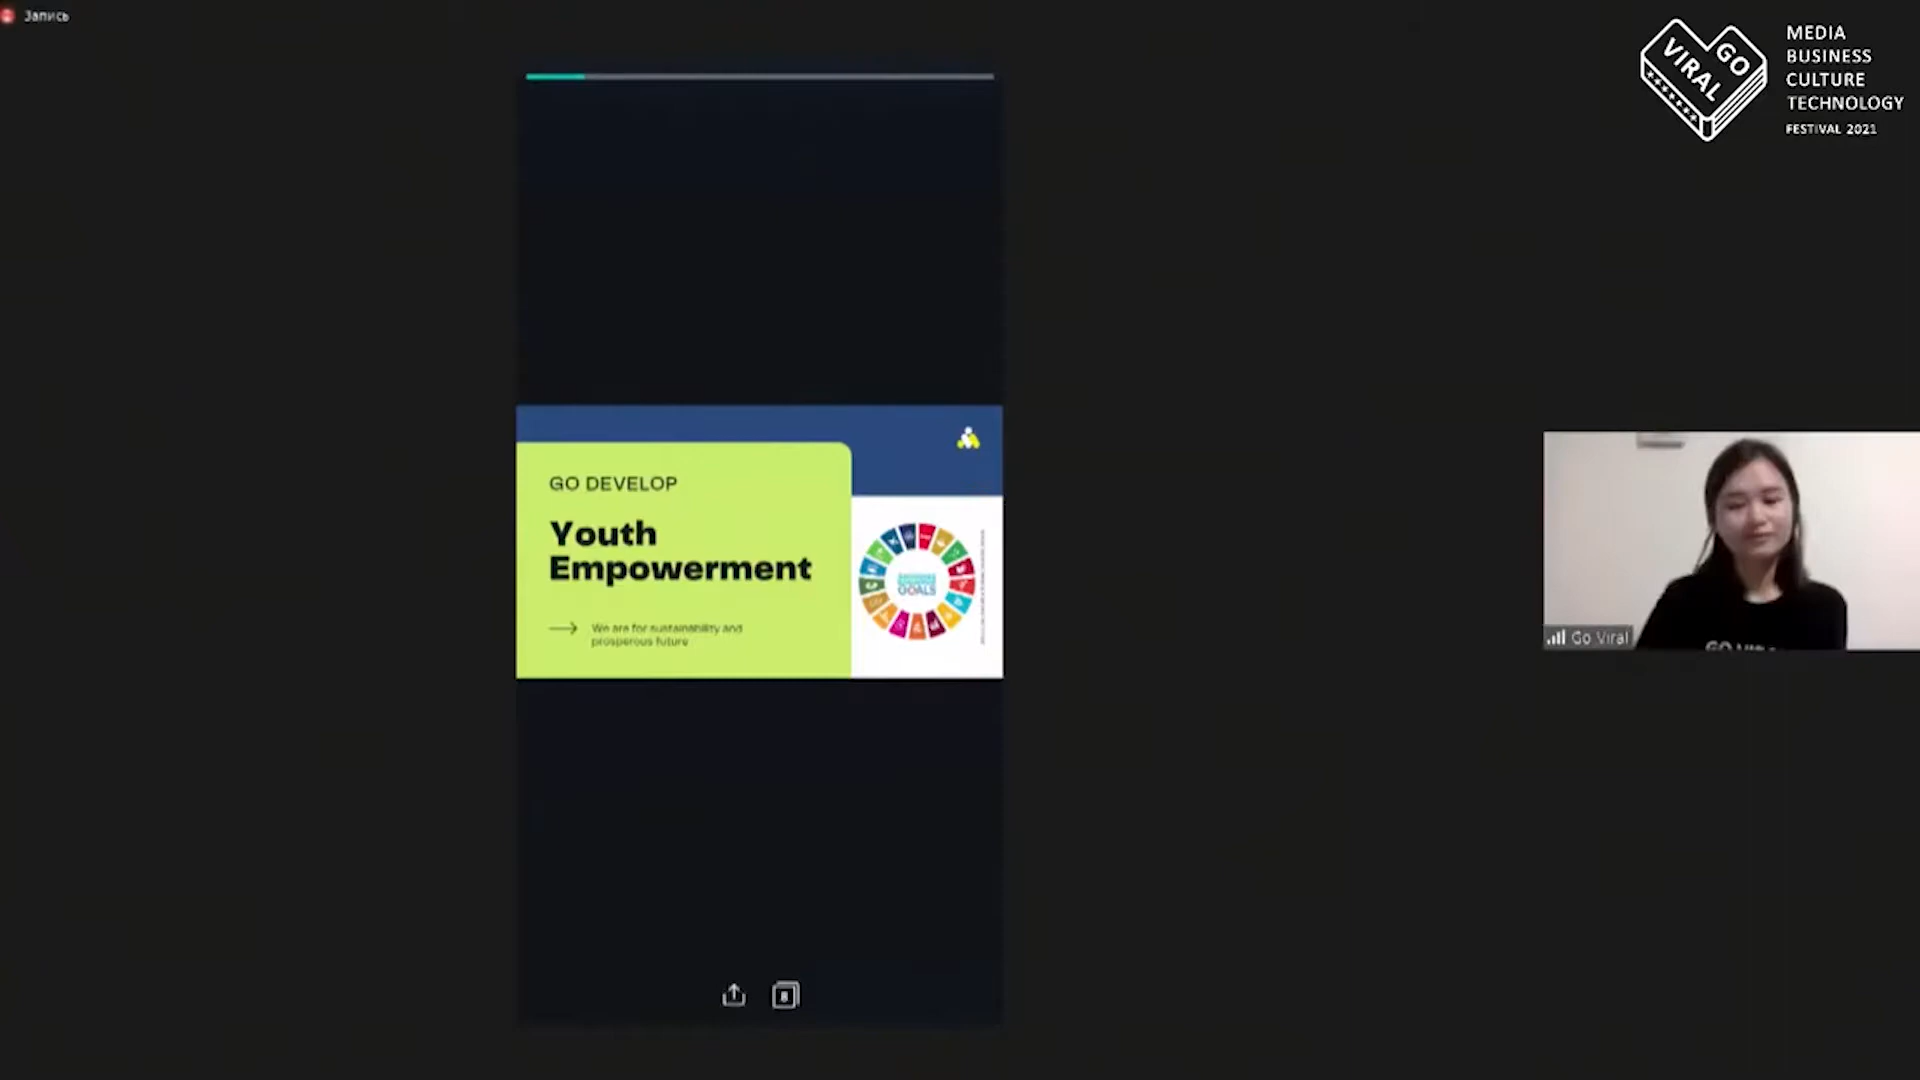 Запись
GO
VIRAL
MEDIA
BUSINESS
CULTURE
TECHNOLOGY
FESTIVAL 2021
GO DEVELOP
Youth
Empowerment
We are for sustainability and
prosperous future
GOALS
Go Viral
8